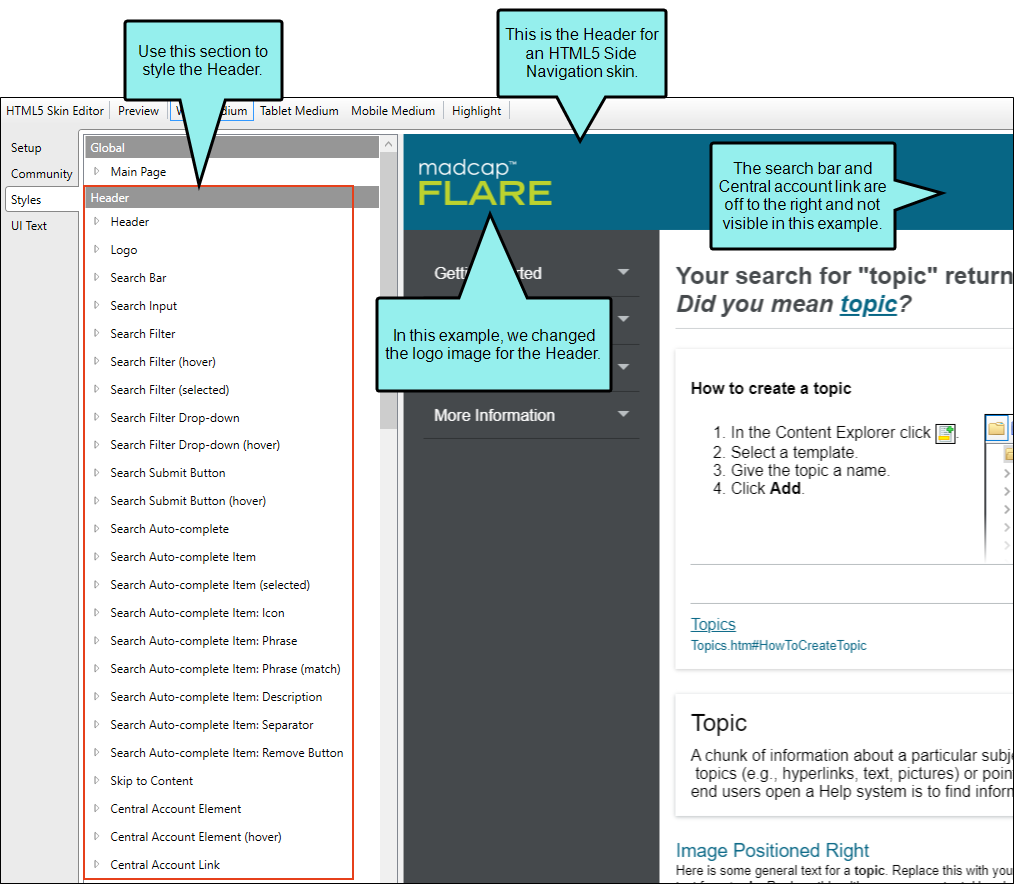 Use this section to
style the Header.
This is the Header for
an HTML5 Side
Navigation skin.
HTML5 Skin Editor
Preview
dium
Tablet Medium
Mobile Medium
Highlight
Setup
Community
Styles
UI Text
Global
Main Page
Header
Header
Logo
Search Bar
Search Input
Search Filter
Search Filter (hover)
Search Filter (selected)
Search Filter Drop-down
Search Filter Drop-down (hover)
Search Submit Button
Search Submit Button (hover)
Search Auto-complete
Search Auto-complete Item
Search Auto-complete Item (selected)
Search Auto-complete Item: Icon
Search Auto-complete Item: Phrase
Search Auto-complete Item: Phrase (match)
Search Auto-complete Item: Description
Search Auto-complete Item: Separator
Search Auto-complete Item: Remove Button
Skip to Content
Central Account Element
Central Account Element (hover)
Central Account Link
madcap™
FLARE
The search bar and
Central account link are
off to the right and not
visible in this example.
In this example, we changed
the logo image for the Header.
More Information
Your search for "topic" return
Did you mean topic?
How to create a topic
1. In the Content Explorer click .
2. Select a template.
3. Give the topic a name.
4. Click Add.
Topics
Topics.htm#HowToCreateTopic
Topic
A chunk of information about a particular subj
topics (e.g., hyperlinks, text, pictures) or poin
end users open a Help system is to find inforn
Image Positioned Right
Here is some general text for a topic. Replace this with you